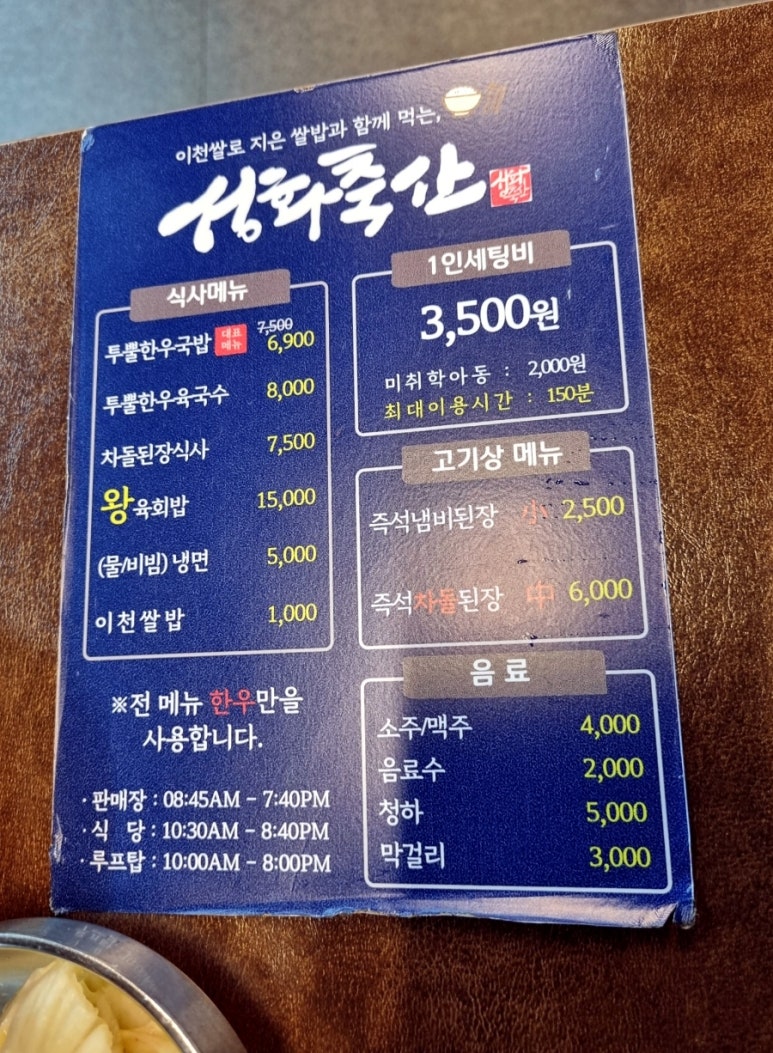 이천쌀로 지은 쌀밥과 함께 먹는,
성화축산
성화축산
식사메뉴
투뿔한우국밥 대표메뉴 7,500 6,900
투뿔한우육국수 8,000
차돌된장식사 7,500
왕육회밥 15,000
(물/비빔) 냉면 5,000
이천쌀밥 1,000
※전 메뉴 한우만을
사용합니다.
· 판매장 : 08:45AM - 7:40PM
· 식 당 : 10:30AM - 8:40PM
· 루프탑 : 10:00AM - 8:00PM
1인세팅비
3,500원
미취학아동 : 2,000원
최대이용시간 : 150분
고기상 메뉴
즉석냄비된장 小 2,500
즉석차돌된장 中 6,000
음료
소주/맥주 4,000
음료수 2,000
청하 5,000
막걸리 3,000